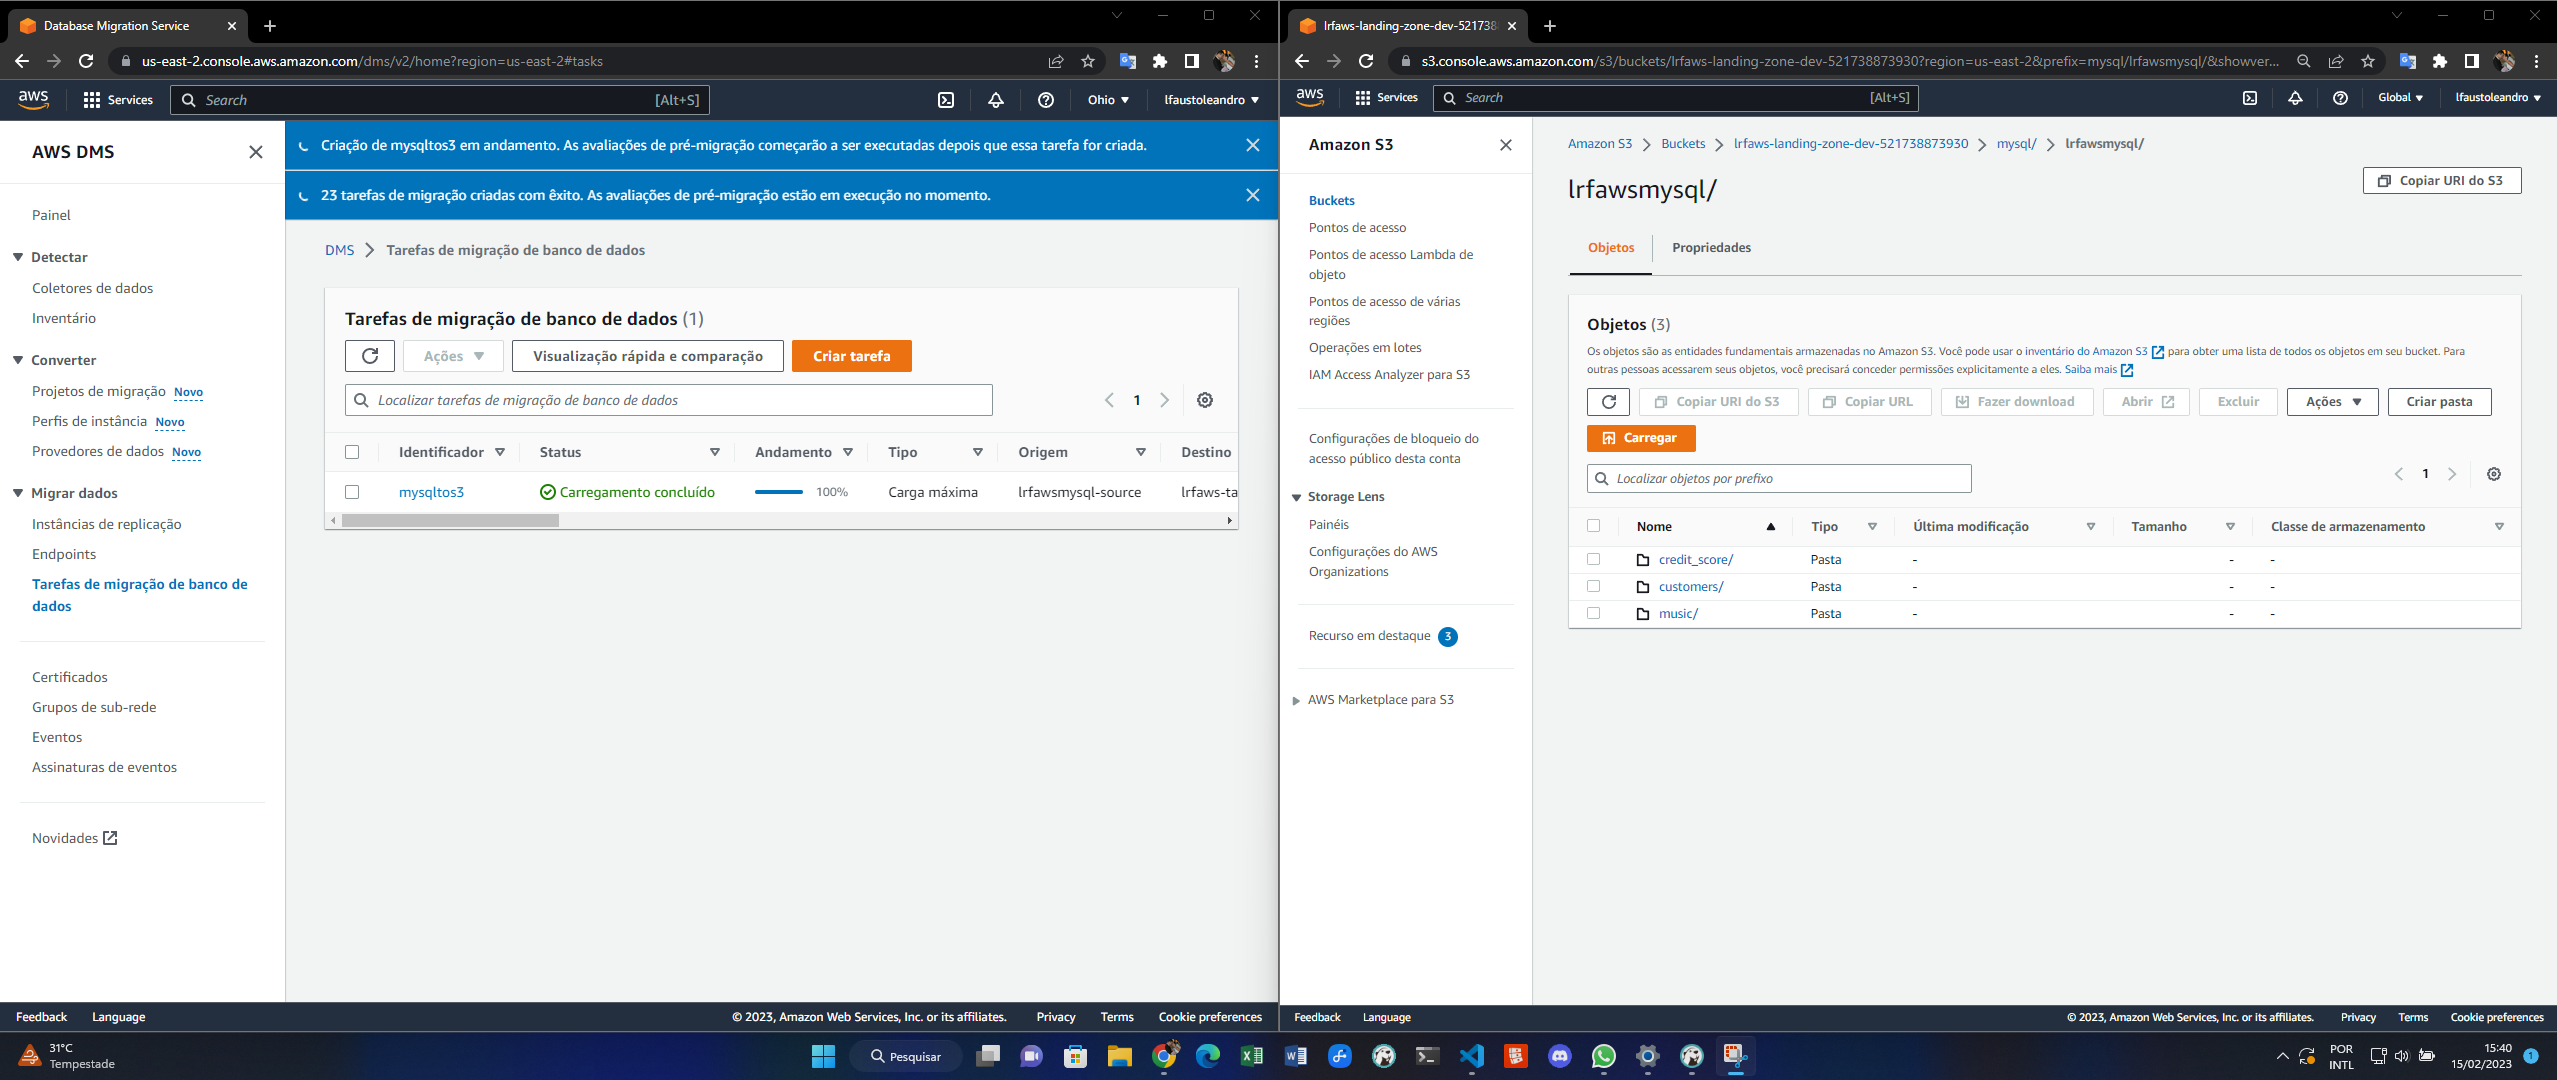 Database Migration Service
us-east-2.console.aws.amazon.com/dms/v2/home?region=us-east-2#tasks
aws
Services
Search
[Alt+S]
Ohio
lfaustoleandro
AWS DMS
Painel
Detectar
Coletores de dados
Inventário
Converter
Projetos de migração Novo
Perfis de instância Novo
Provedores de dados Novo
Migrar dados
Instâncias de replicação
Endpoints
Tarefas de migração de banco de
dados
Certificados
Grupos de sub-rede
Eventos
Assinaturas de eventos
Novidades
Criação de mysqltos3 em andamento. As avaliações de pré-migração começarão a ser executadas depois que essa tarefa for criada.
23 tarefas de migração criadas com êxito. As avaliações de pré-migração estão em execução no momento.
DMS > Tarefas de migração de banco de dados
Tarefas de migração de banco de dados (1)
Ações
Visualização rápida e comparação
Criar tarefa
Localizar tarefas de migração de banco de dados
1
Identificador Status Andamento Tipo Origem Destino
mysqltos3 Carregamento concluído 100% Carga máxima lrfawsmysql-source lrfaws-ta
Feedback Language © 2023, Amazon Web Services, Inc. or its affiliates. Privacy Terms Cookie preferences
lrfaws-landing-zone-dev-521738
s3.console.aws.amazon.com/s3/buckets/lrfaws-landing-zone-dev-521738873930?region=us-east-2&prefix=mysql/lrfawsmysql/&showver...
aws
Services
Search
[Alt+S]
Global
lfaustoleandro
Amazon S3
Buckets
Pontos de acesso
Pontos de acesso Lambda de
objeto
Pontos de acesso de várias
regiões
Operações em lotes
IAM Access Analyzer para S3
Configurações de bloqueio do
acesso público desta conta
Storage Lens
Painéis
Configurações do AWS
Organizations
Recurso em destaque 3
AWS Marketplace para S3
Amazon S3 > Buckets > lrfaws-landing-zone-dev-521738873930 > mysql/ > lrfawsmysql/
lrfawsmysql/
Copiar URI do S3
Objetos
Propriedades
Objetos (3)
Os objetos são as entidades fundamentais armazenadas no Amazon S3. Você pode usar o inventário do Amazon S3 para obter uma lista de todos os objetos em seu bucket. Para
outras pessoas acessarem seus objetos, você precisará conceder permissões explicitamente a eles. Saiba mais
Copiar URI do S3
Copiar URL
Fazer download
Abrir
Excluir
Ações
Criar pasta
Carregar
Localizar objetos por prefixo
1
Nome Tipo Última modificação Tamanho Classe de armazenamento
credit_score/ Pasta - - -
customers/ Pasta - - -
music/ Pasta - - -
Feedback Language © 2023, Amazon Web Services, Inc. or its affiliates. Privacy Terms Cookie preferences
31°C
Tempestade
Pesquisar
POR
INTL
15:40
15/02/2023
1